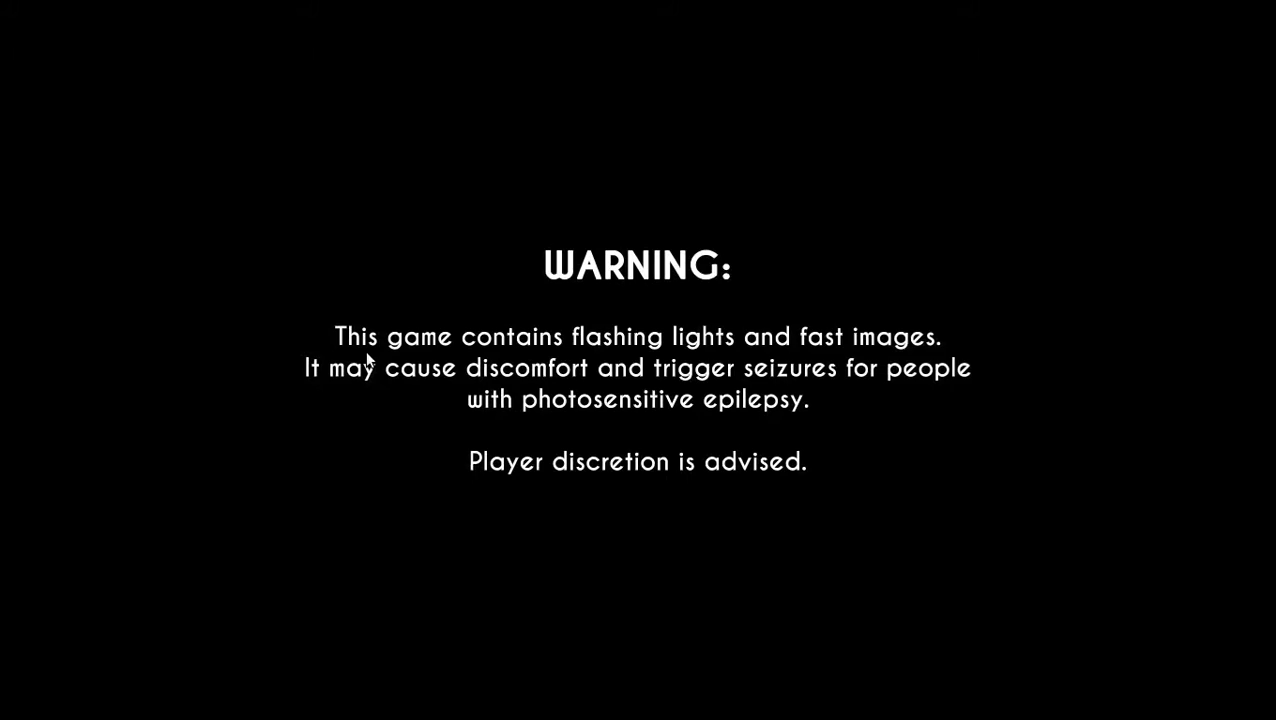 WARNING:
This game contains flashing lights and fast images.
It may cause discomfort and trigger seizures for people
with photosensitive epilepsy.
Player discretion is advised.